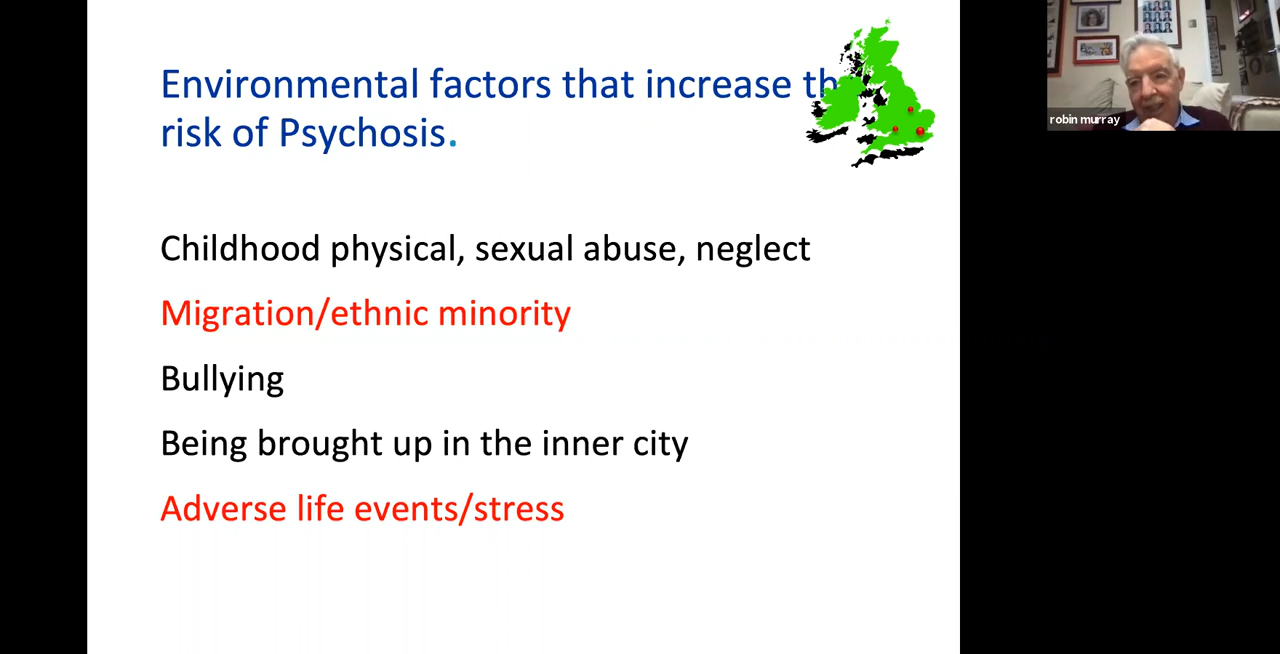 Environmental factors that increase th
risk of Psychosis.
Childhood physical, sexual abuse, neglect
Migration/ethnic minority
Bullying
Being brought up in the inner city
Adverse life events/stress
robin murray